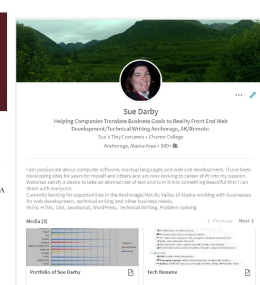 Sue Darby
Helping Companies Translate Business Goals to Reality Front End Web
Development/Technical Writing Anchorage, AK/Remote.
Sue's Tiny Costumes • Charter College
Anchorage, Alaska Area • 500+
I am passionate about computer software, markup languages and website development. I have been
developing sites for years for myself and others and am now looking to career shift into my passion.
Websites satisfy a desire to take an abstract set of text and turn it into something beautiful that I can
share with everyone.
Currently looking for opportunities in the Anchorage/Mat-Su Valley of Alaska working with businesses
for web development, technical writing and other business needs.
Skills: HTML, CSS, JavaScript, WordPress, Technical Writing, Problem solving
A
Media (3)
Previous Next
Portfolio of Sue Darby
Tech Resume